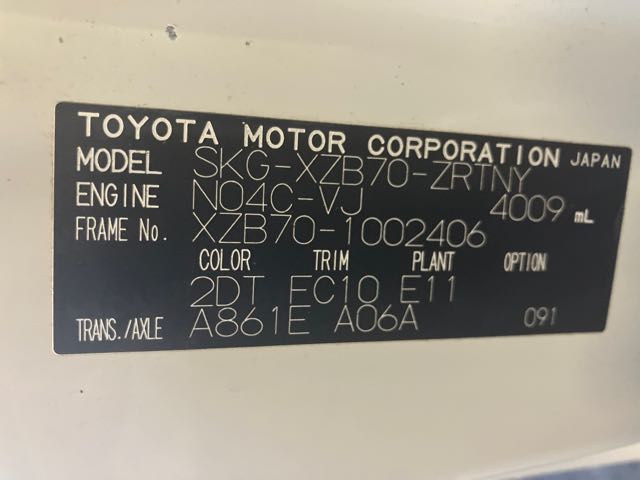 TOYOTA MOTOR CORPORATION JAPAN
MODEL SKG-XZB70-ZRTNY
ENGINE N04C-VJ 4009 mL
FRAME No. XZB70-1002406
COLOR TRIM PLANT OPTION
2DT FC10 E11
TRANS./AXLE A861E A06A 091